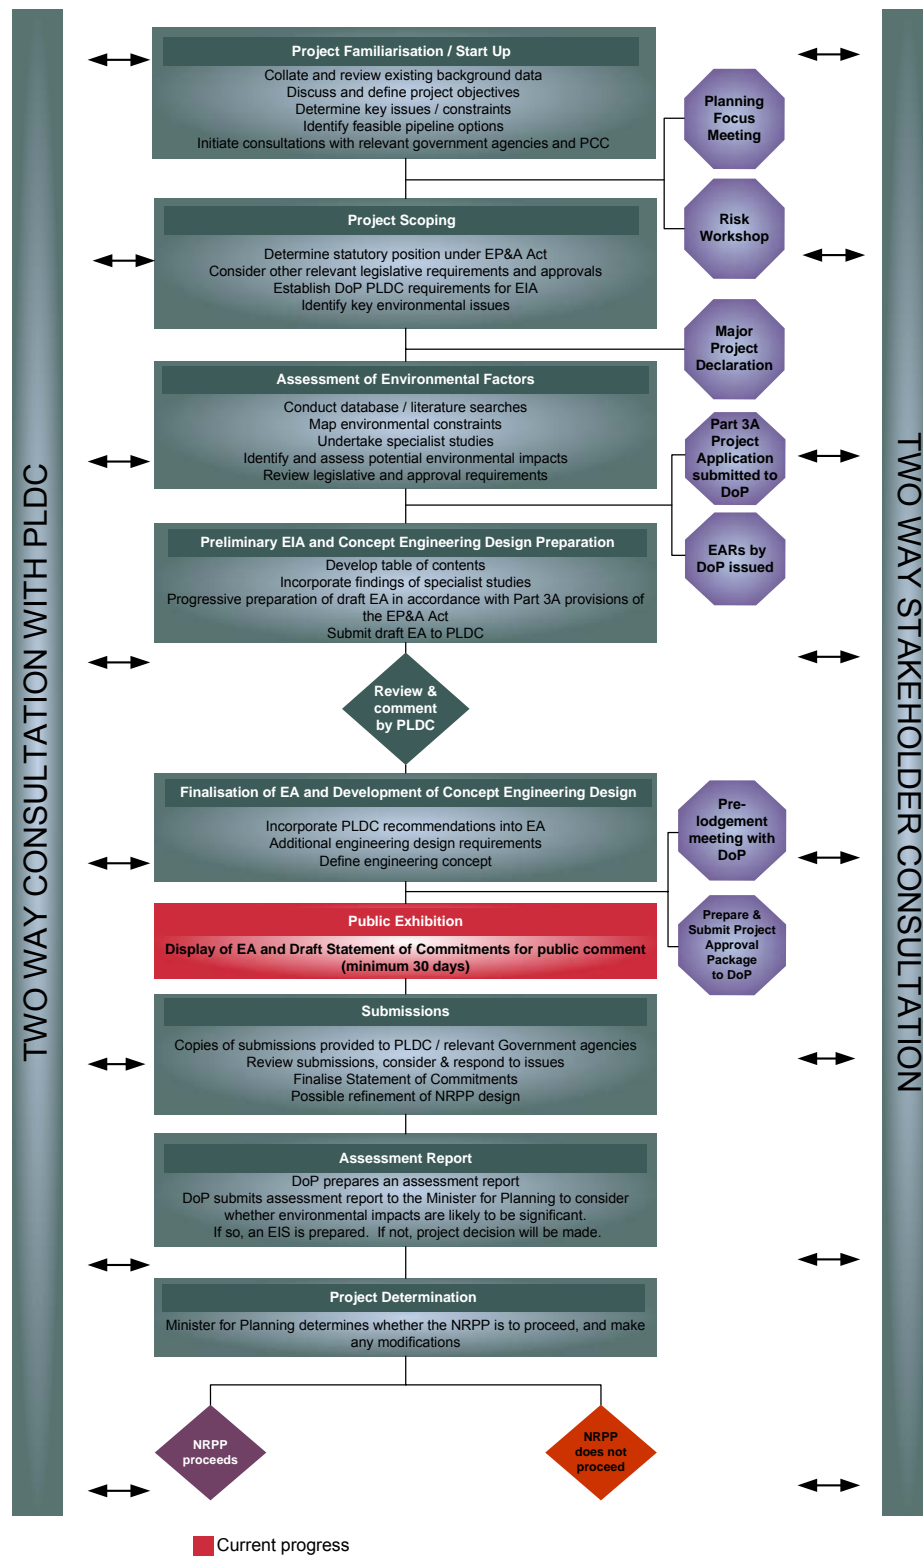 TWO WAY CONSULTATION WITH PLDC
Project Familiarisation / Start Up
Collate and review existing background data
Discuss and define project objectives
Determine key issues / constraints
Identify feasible pipeline options
Initiate consultations with relevant government agencies and PCC
Planning
Focus
Meeting
Risk
Workshop
Project Scoping
Determine statutory position under EP&A Act
Consider other relevant legislative requirements and approvals
Establish DoP PLDC requirements for EIA
Identify key environmental issues
Major
Project
Declaration
Assessment of Environmental Factors
Conduct database / literature searches
Map environmental constraints
Undertake specialist studies
Identify and assess potential environmental impacts
Review legislative and approval requirements
Part 3A
Project
Application
submitted to
DoP
EARs by
DoP issued
Preliminary EIA and Concept Engineering Design Preparation
Develop table of contents
Incorporate findings of specialist studies
Progressive preparation of draft EA in accordance with Part 3A provisions of
the EP&A Act
Submit draft EA to PLDC
Review &
comment
by PLDC
Finalisation of EA and Development of Concept Engineering Design
Incorporate PLDC recommendations into EA
Additional engineering design requirements
Define engineering concept
Pre-
lodgement
meeting with
DoP
Prepare &
Submit Project
Approval
Package
to DoP
Public Exhibition
Display of EA and Draft Statement of Commitments for public comment
(minimum 30 days)
Submissions
Copies of submissions provided to PLDC / relevant Government agencies
Review submissions, consider & respond to issues
Finalise Statement of Commitments
Possible refinement of NRPP design
Assessment Report
DoP prepares an assessment report
DoP submits assessment report to the Minister for Planning to consider
whether environmental impacts are likely to be significant.
If so, an EIS is prepared.  If not, project decision will be made.
Project Determination
Minister for Planning determines whether the NRPP is to proceed, and make
any modifications
NRPP
proceeds
NRPP
does not
proceed
TWO WAY STAKEHOLDER CONSULTATION
Current progress